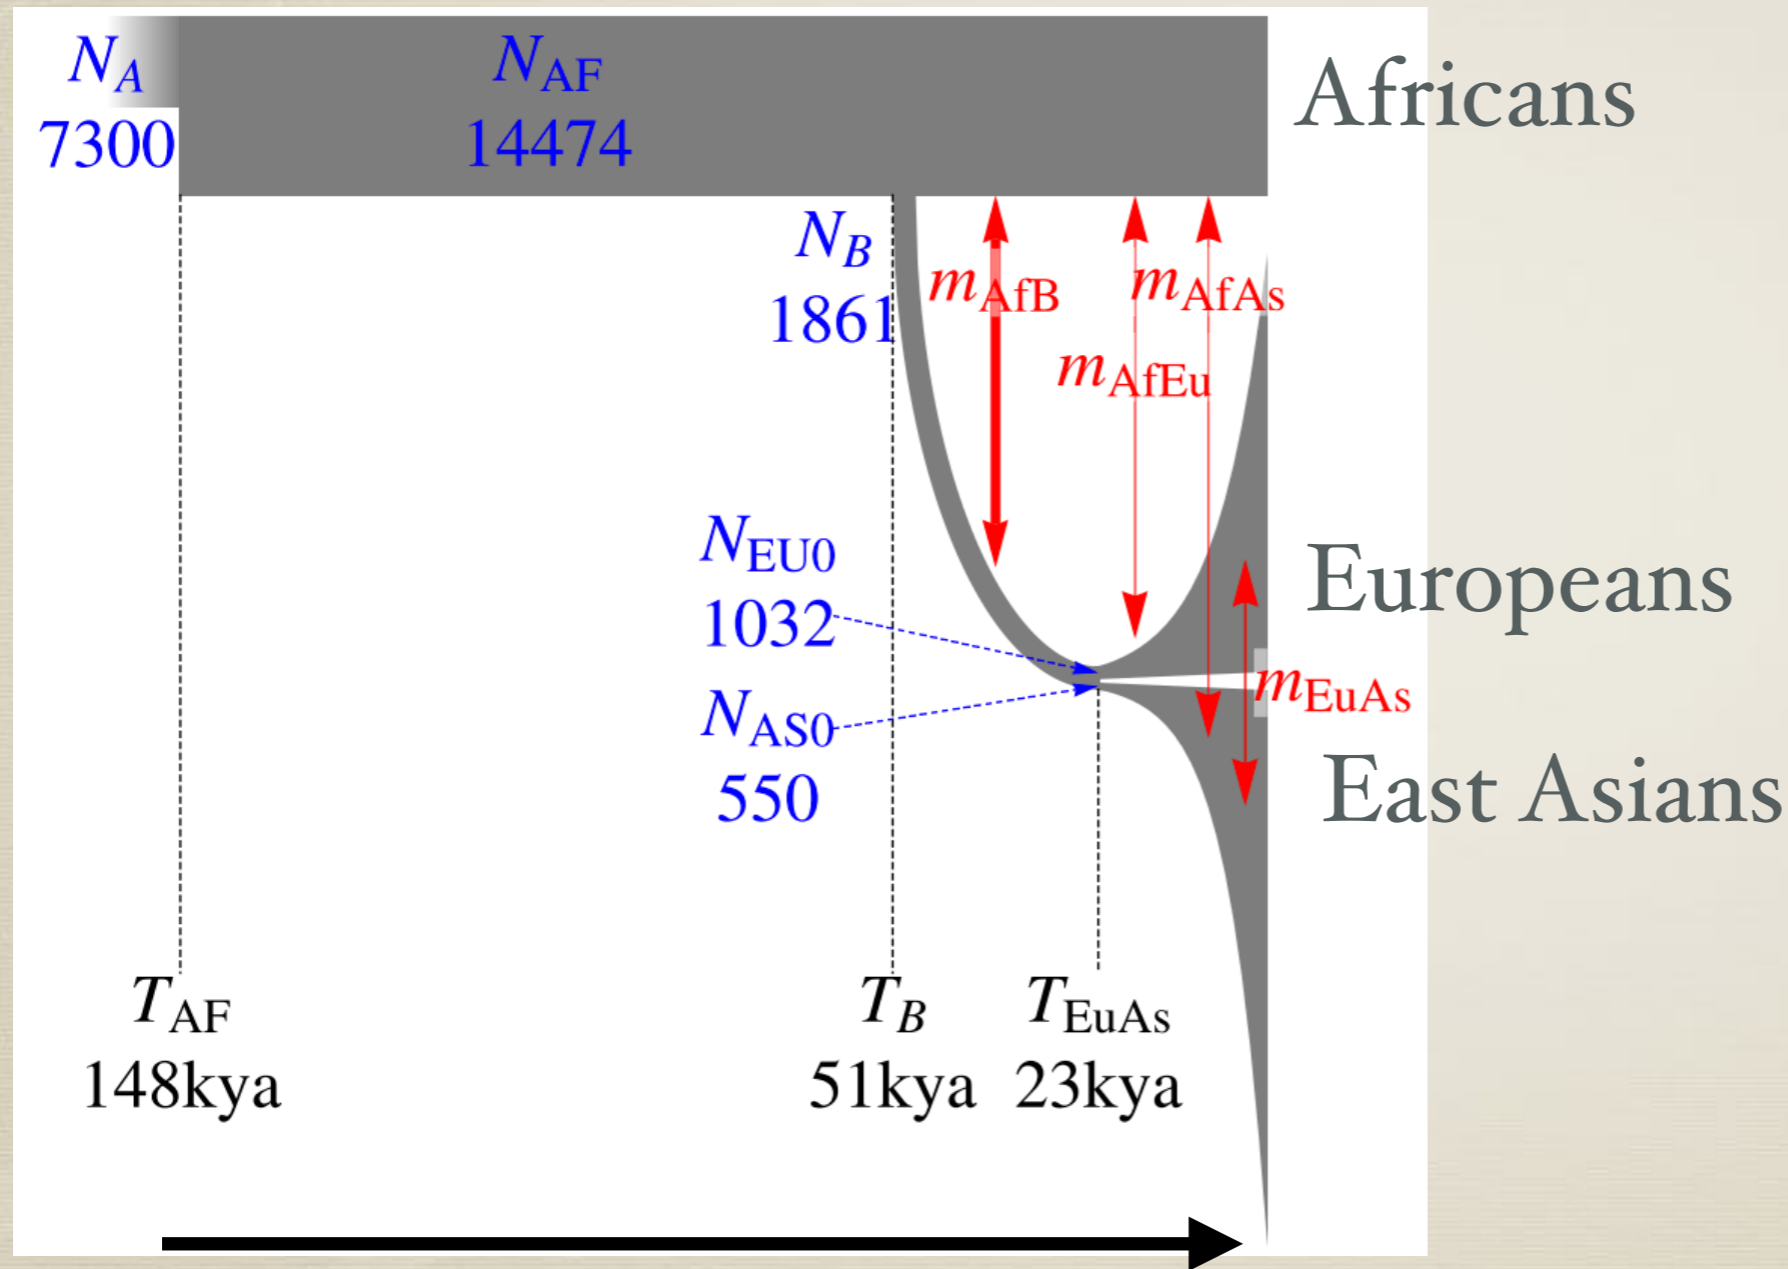 N_A
7300
N_AF
14474
Africans
N_B
1861
m_AfB
m_AfAs
m_AfEu
N_EU0
1032
Europeans
N_AS0
550
m_EuAs
East Asians
T_AF
148kya
T_B
51kya
T_EuAs
23kya